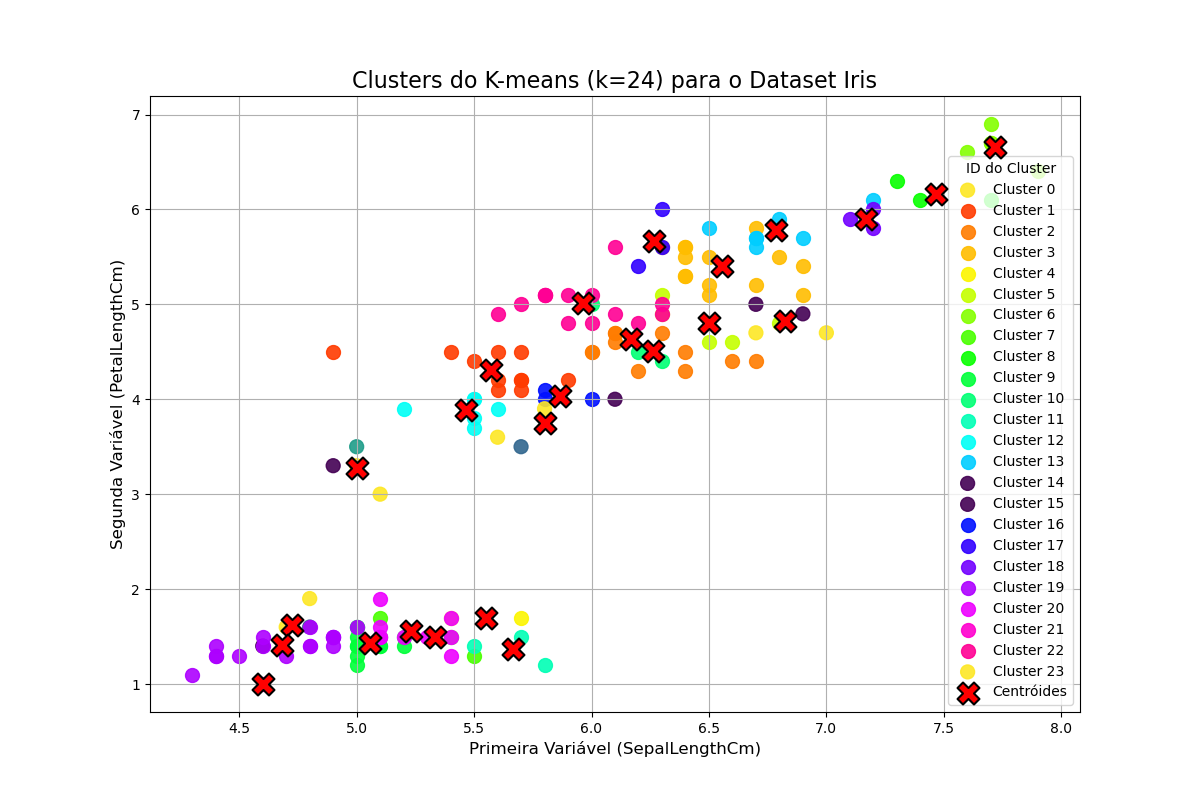 Clusters do K-means (k=24) para o Dataset Iris
Segunda Variável (PetalLengthCm)
7
6
5
4
3
2
1
4.5 5.0 5.5 6.0 6.5 7.0 7.5 8.0
Primeira Variável (SepalLengthCm)
ID do Cluster
Cluster 0
Cluster 1
Cluster 2
Cluster 3
Cluster 4
Cluster 5
Cluster 6
Cluster 7
Cluster 8
Cluster 9
Cluster 10
Cluster 11
Cluster 12
Cluster 13
Cluster 14
Cluster 15
Cluster 16
Cluster 17
Cluster 18
Cluster 19
Cluster 20
Cluster 21
Cluster 22
Cluster 23
Centróides